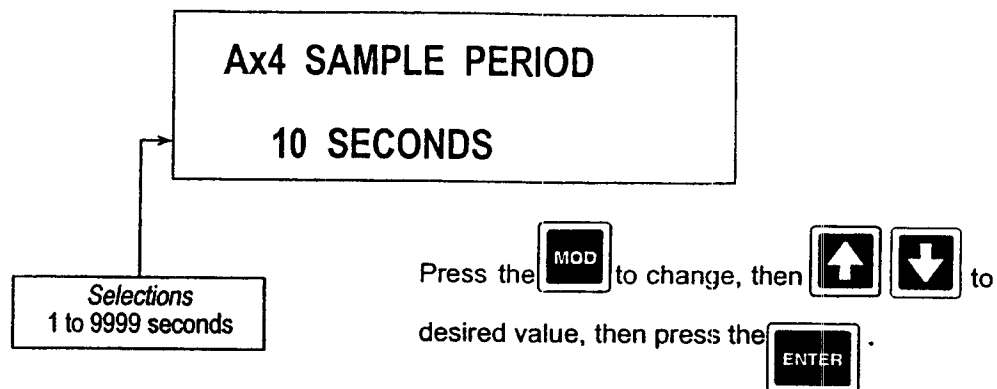 Ax4 SAMPLE PERIOD
10 SECONDS
Selections
1 to 9999 seconds
Press the MOD to change, then to
desired value, then press the ENTER .